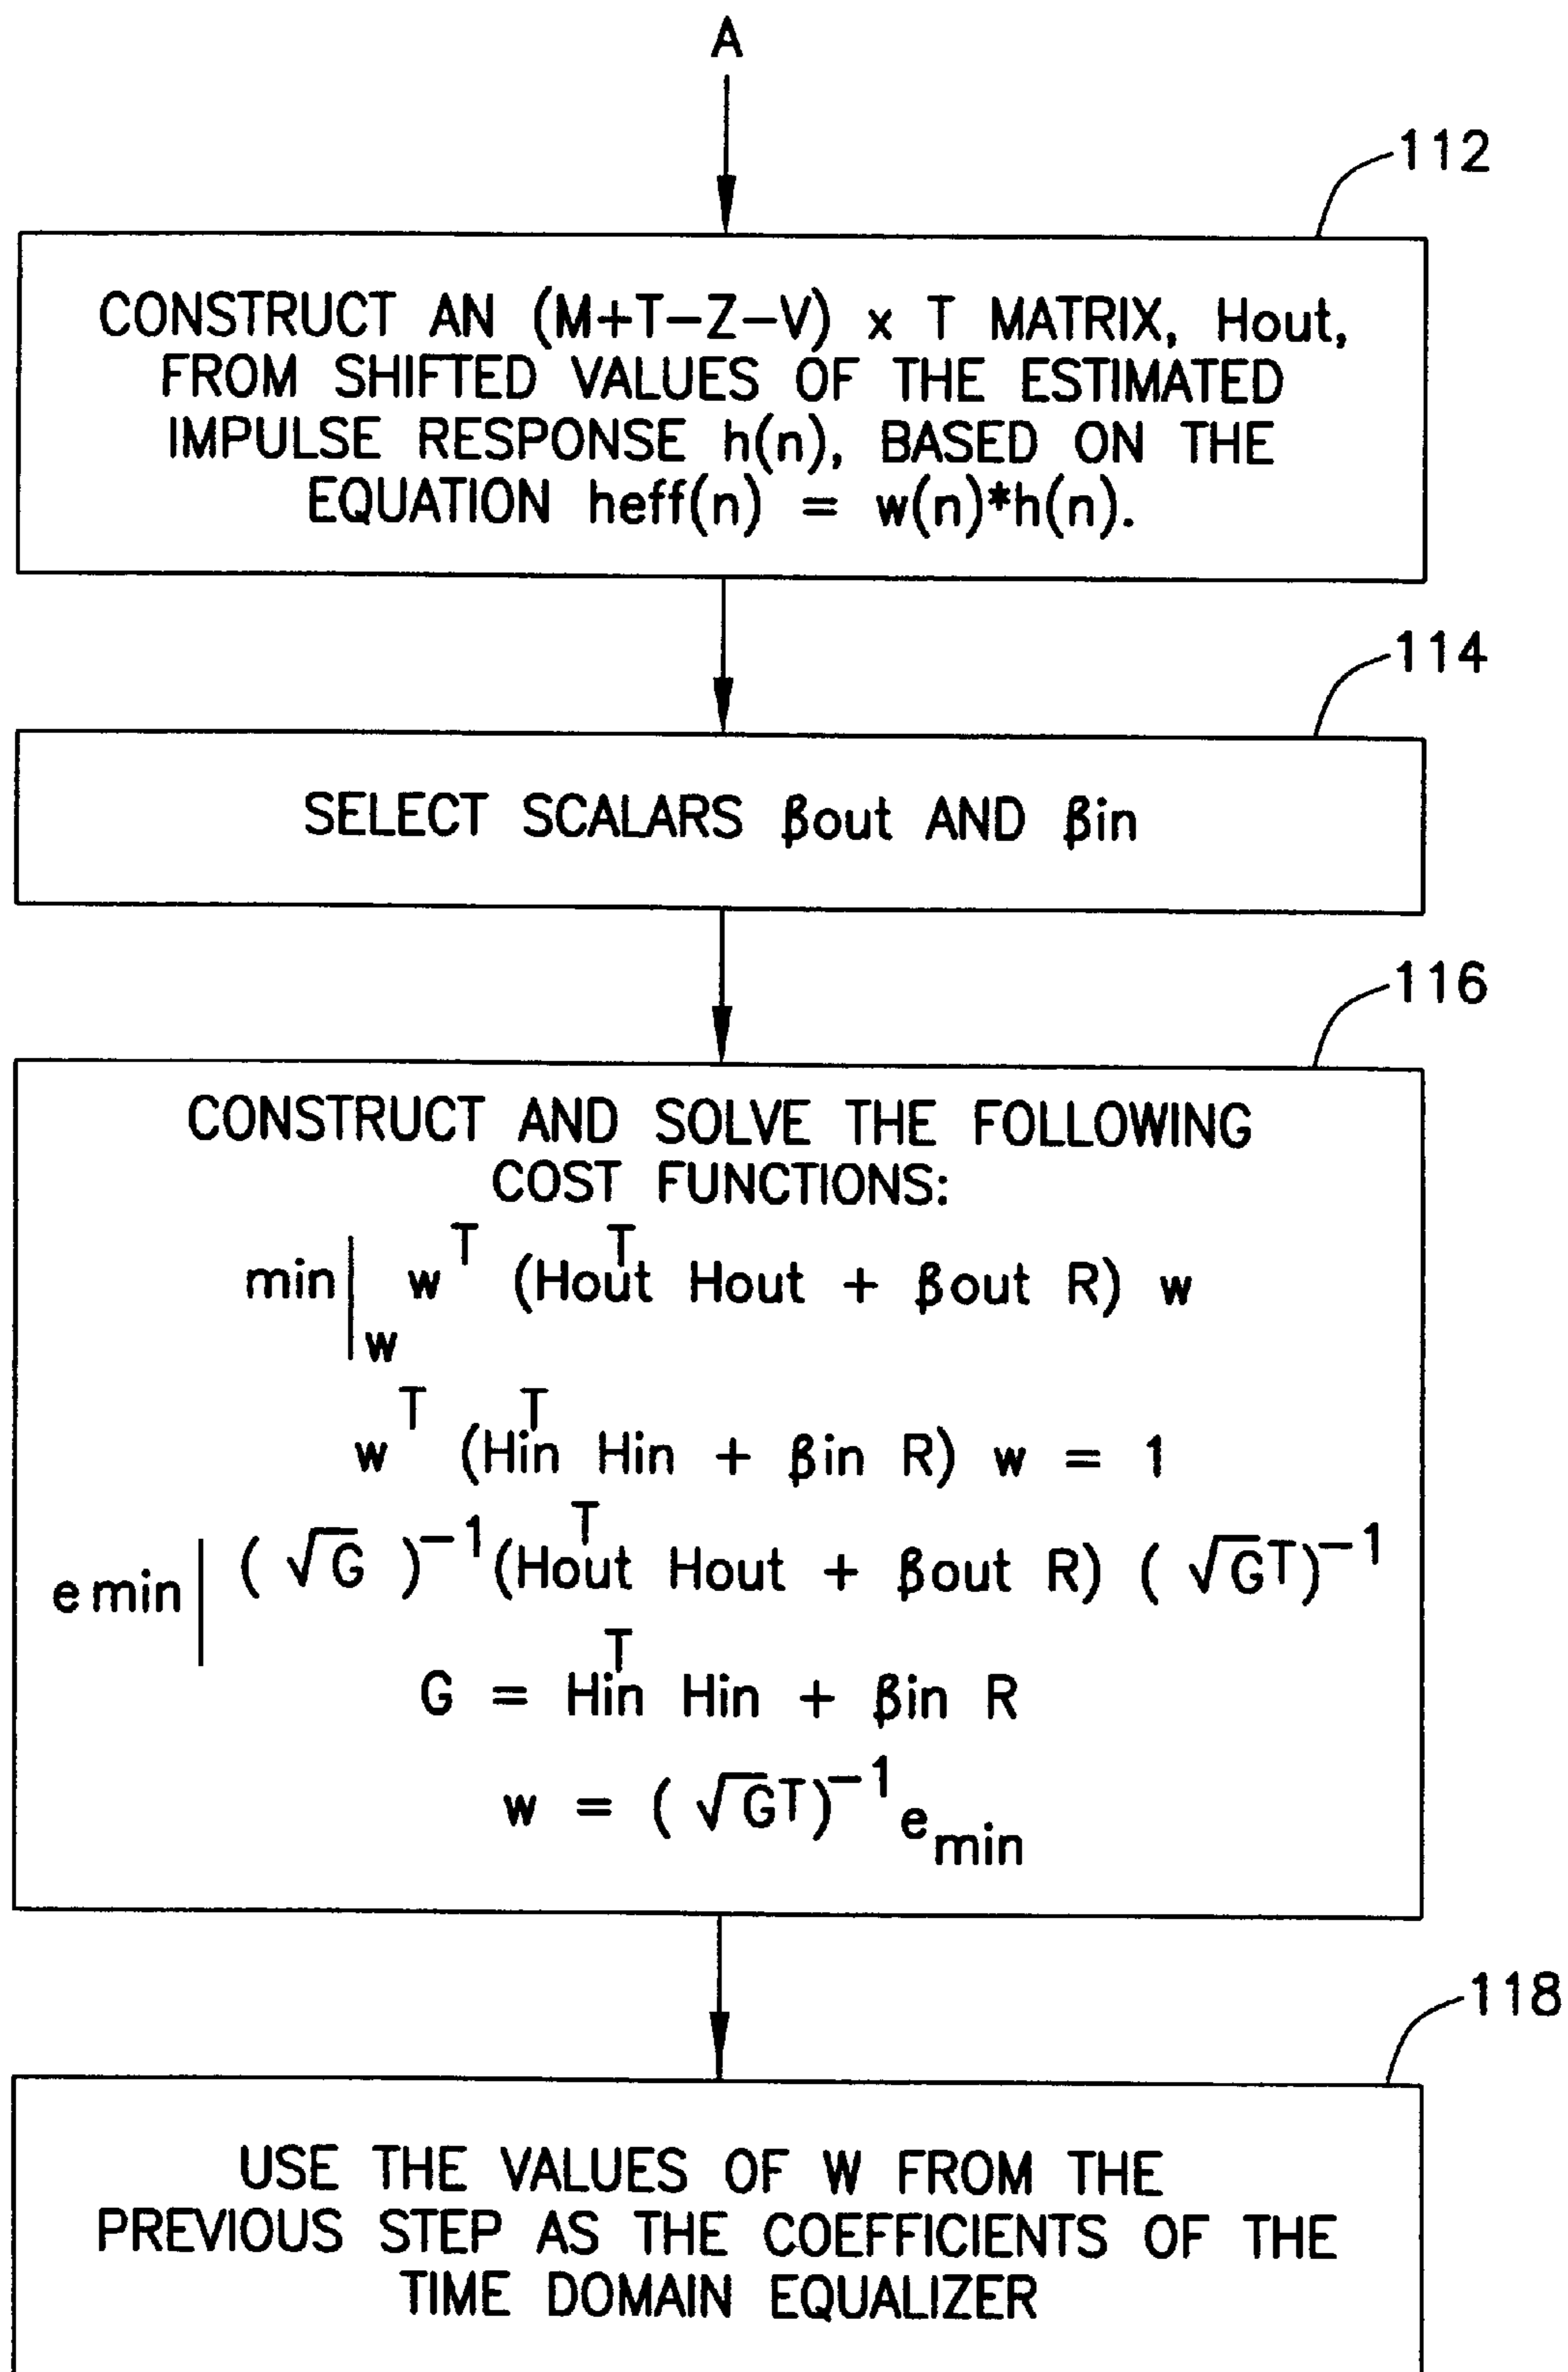 A
112
CONSTRUCT AN (M+T−Z−V) x T MATRIX, Hout,
FROM SHIFTED VALUES OF THE ESTIMATED
IMPULSE RESPONSE h(n), BASED ON THE
EQUATION heff(n) = w(n)*h(n).
114
SELECT SCALARS βout AND βin
116
CONSTRUCT AND SOLVE THE FOLLOWING
COST FUNCTIONS:
min|w w^T (Hout^T Hout + βout R) w
w^T (Hin^T Hin + βin R) w = 1
e min| (√G)^−1 (Hout^T Hout + βout R) (√G^T)^−1
G = Hin^T Hin + βin R
w = (√G^T)^−1 e_min
118
USE THE VALUES OF W FROM THE
PREVIOUS STEP AS THE COEFFICIENTS OF THE
TIME DOMAIN EQUALIZER